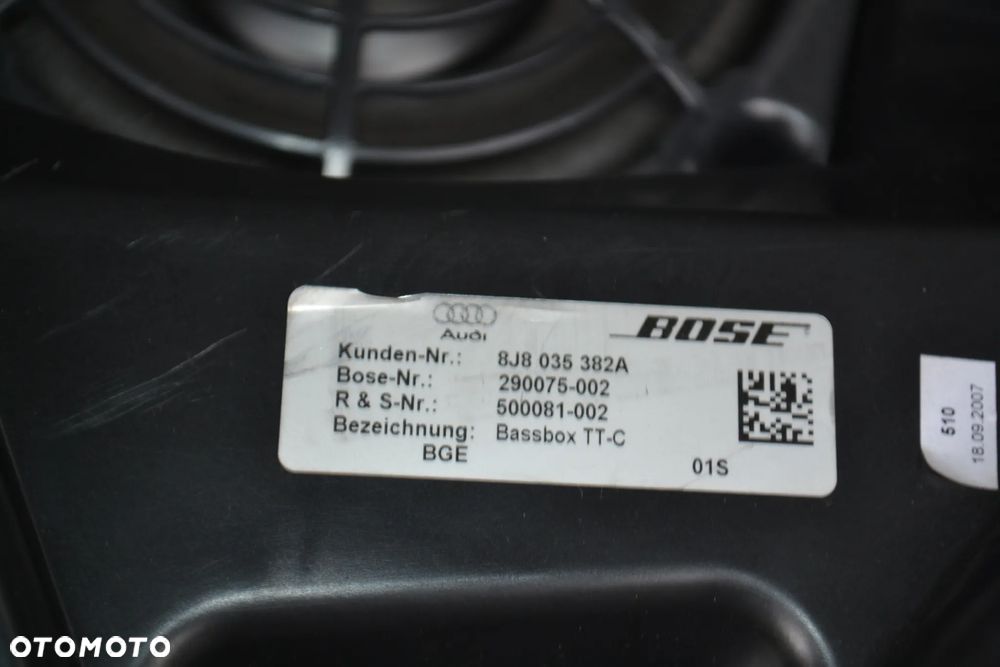 Audi
BOSE
Kunden-Nr.: 8J8 035 382A
Bose-Nr.: 290075-002
R & S-Nr.: 500081-002
Bezeichnung: Bassbox TT-C
BGE
01S
510
18.09.2007
OTOMOTO